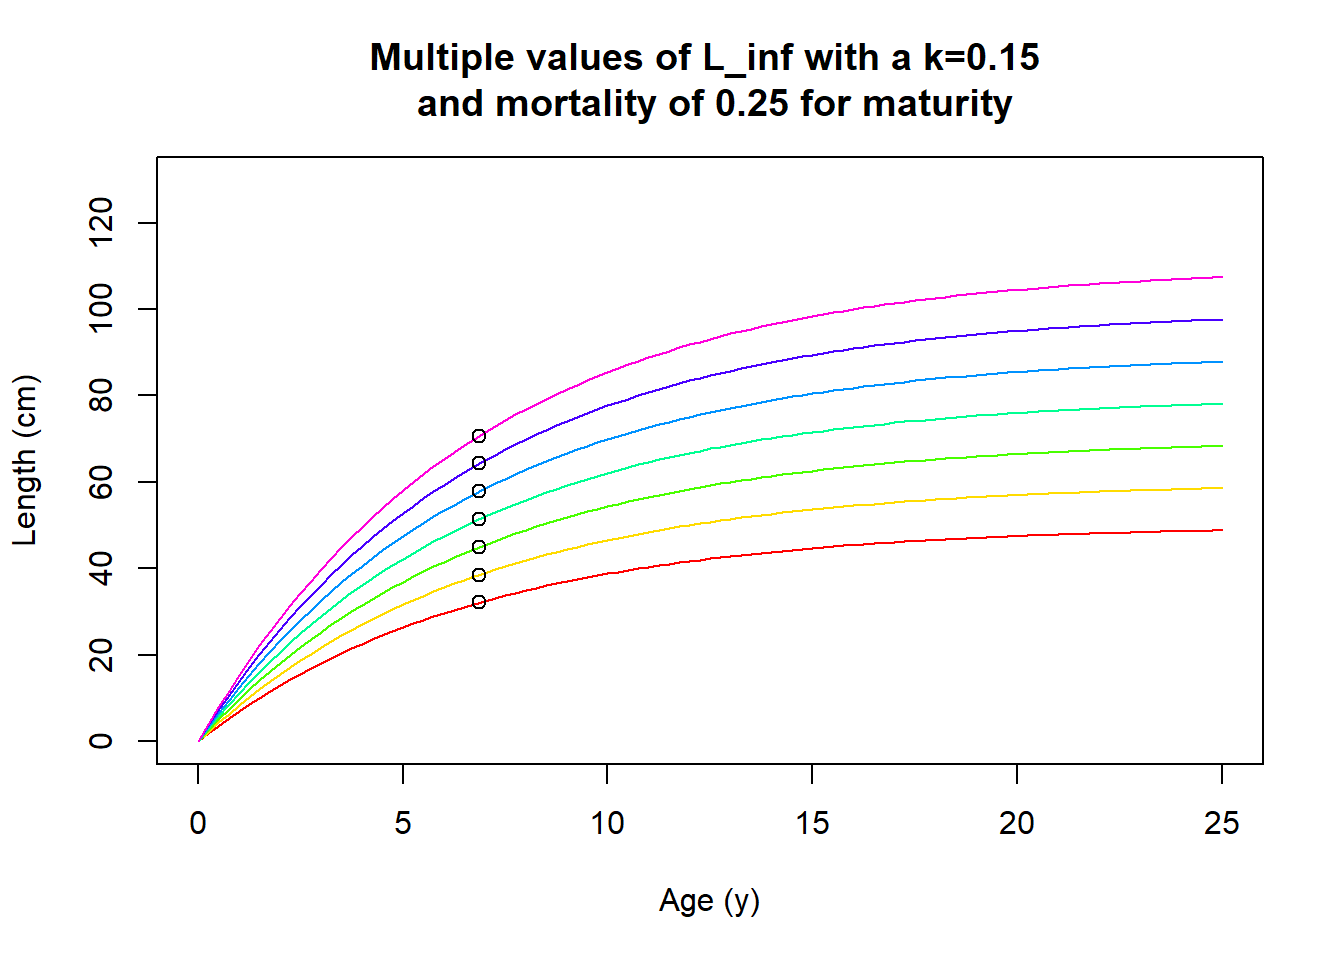 Multiple values of L_inf with a k=0.15
and mortality of 0.25 for maturity
Length (cm)
120
100
80
60
40
20
0
0 5 10 15 20 25
Age (y)